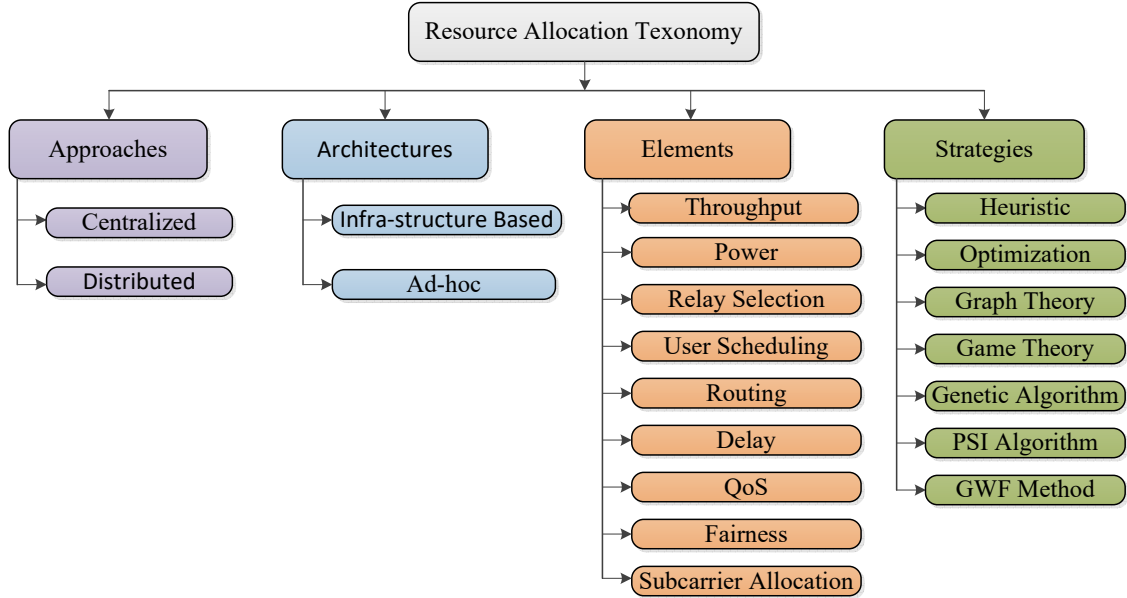 Resource Allocation Texonomy
Approaches
Centralized
Distributed
Architectures
Infra-structure Based
Ad-hoc
Elements
Throughput
Power
Relay Selection
User Scheduling
Routing
Delay
QoS
Fairness
Subcarrier Allocation
Strategies
Heuristic
Optimization
Graph Theory
Game Theory
Genetic Algorithm
PSI Algorithm
GWF Method